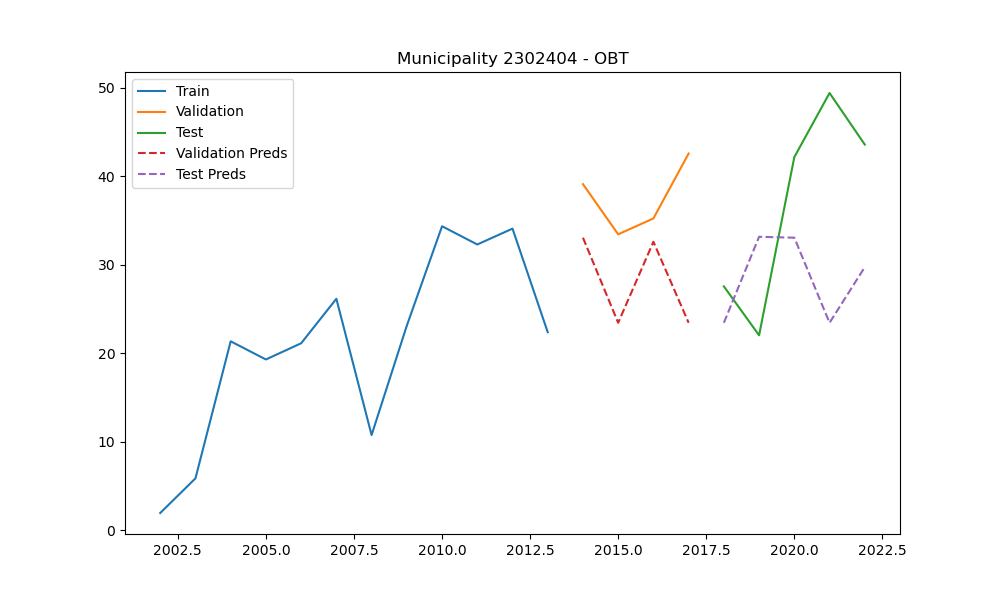 Municipality 2302404 - OBT
Train
Validation
Test
Validation Preds
Test Preds
50
40
30
20
10
0
2002.5 2005.0 2007.5 2010.0 2012.5 2015.0 2017.5 2020.0 2022.5